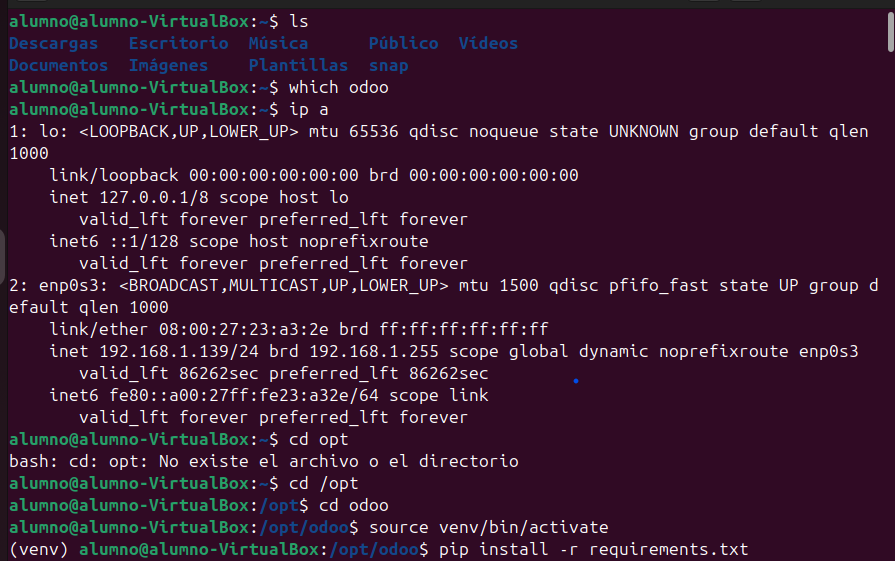 alumno@alumno-VirtualBox:~$ ls
Descargas   Escritorio  Música      Público  Vídeos
Documentos  Imágenes    Plantillas  snap
alumno@alumno-VirtualBox:~$ which odoo
alumno@alumno-VirtualBox:~$ ip a
1: lo: <LOOPBACK,UP,LOWER_UP> mtu 65536 qdisc noqueue state UNKNOWN group default qlen
1000
    link/loopback 00:00:00:00:00:00 brd 00:00:00:00:00:00
    inet 127.0.0.1/8 scope host lo
       valid_lft forever preferred_lft forever
    inet6 ::1/128 scope host noprefixroute
       valid_lft forever preferred_lft forever
2: enp0s3: <BROADCAST,MULTICAST,UP,LOWER_UP> mtu 1500 qdisc pfifo_fast state UP group d
efault qlen 1000
    link/ether 08:00:27:23:a3:2e brd ff:ff:ff:ff:ff:ff
    inet 192.168.1.139/24 brd 192.168.1.255 scope global dynamic noprefixroute enp0s3
       valid_lft 86262sec preferred_lft 86262sec
    inet6 fe80::a00:27ff:fe23:a32e/64 scope link
       valid_lft forever preferred_lft forever
alumno@alumno-VirtualBox:~$ cd opt
bash: cd: opt: No existe el archivo o el directorio
alumno@alumno-VirtualBox:~$ cd /opt
alumno@alumno-VirtualBox:/opt$ cd odoo
alumno@alumno-VirtualBox:/opt/odoo$ source venv/bin/activate
(venv) alumno@alumno-VirtualBox:/opt/odoo$ pip install -r requirements.txt